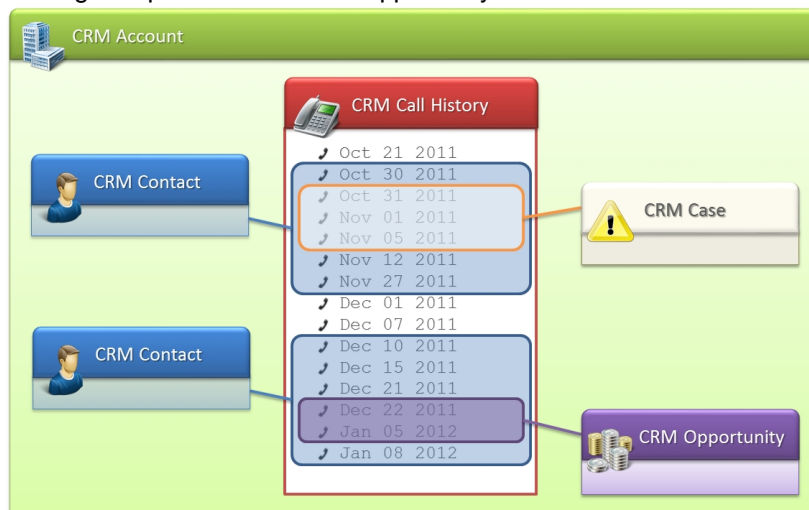 CRM Account
CRM Call History
Oct 21 2011
Oct 30 2011
Oct 31 2011
Nov 01 2011
Nov 05 2011
Nov 12 2011
Nov 27 2011
Dec 01 2011
Dec 07 2011
Dec 10 2011
Dec 15 2011
Dec 21 2011
Dec 22 2011
Jan 05 2012
Jan 08 2012
CRM Contact
CRM Contact
CRM Case
CRM Opportunity